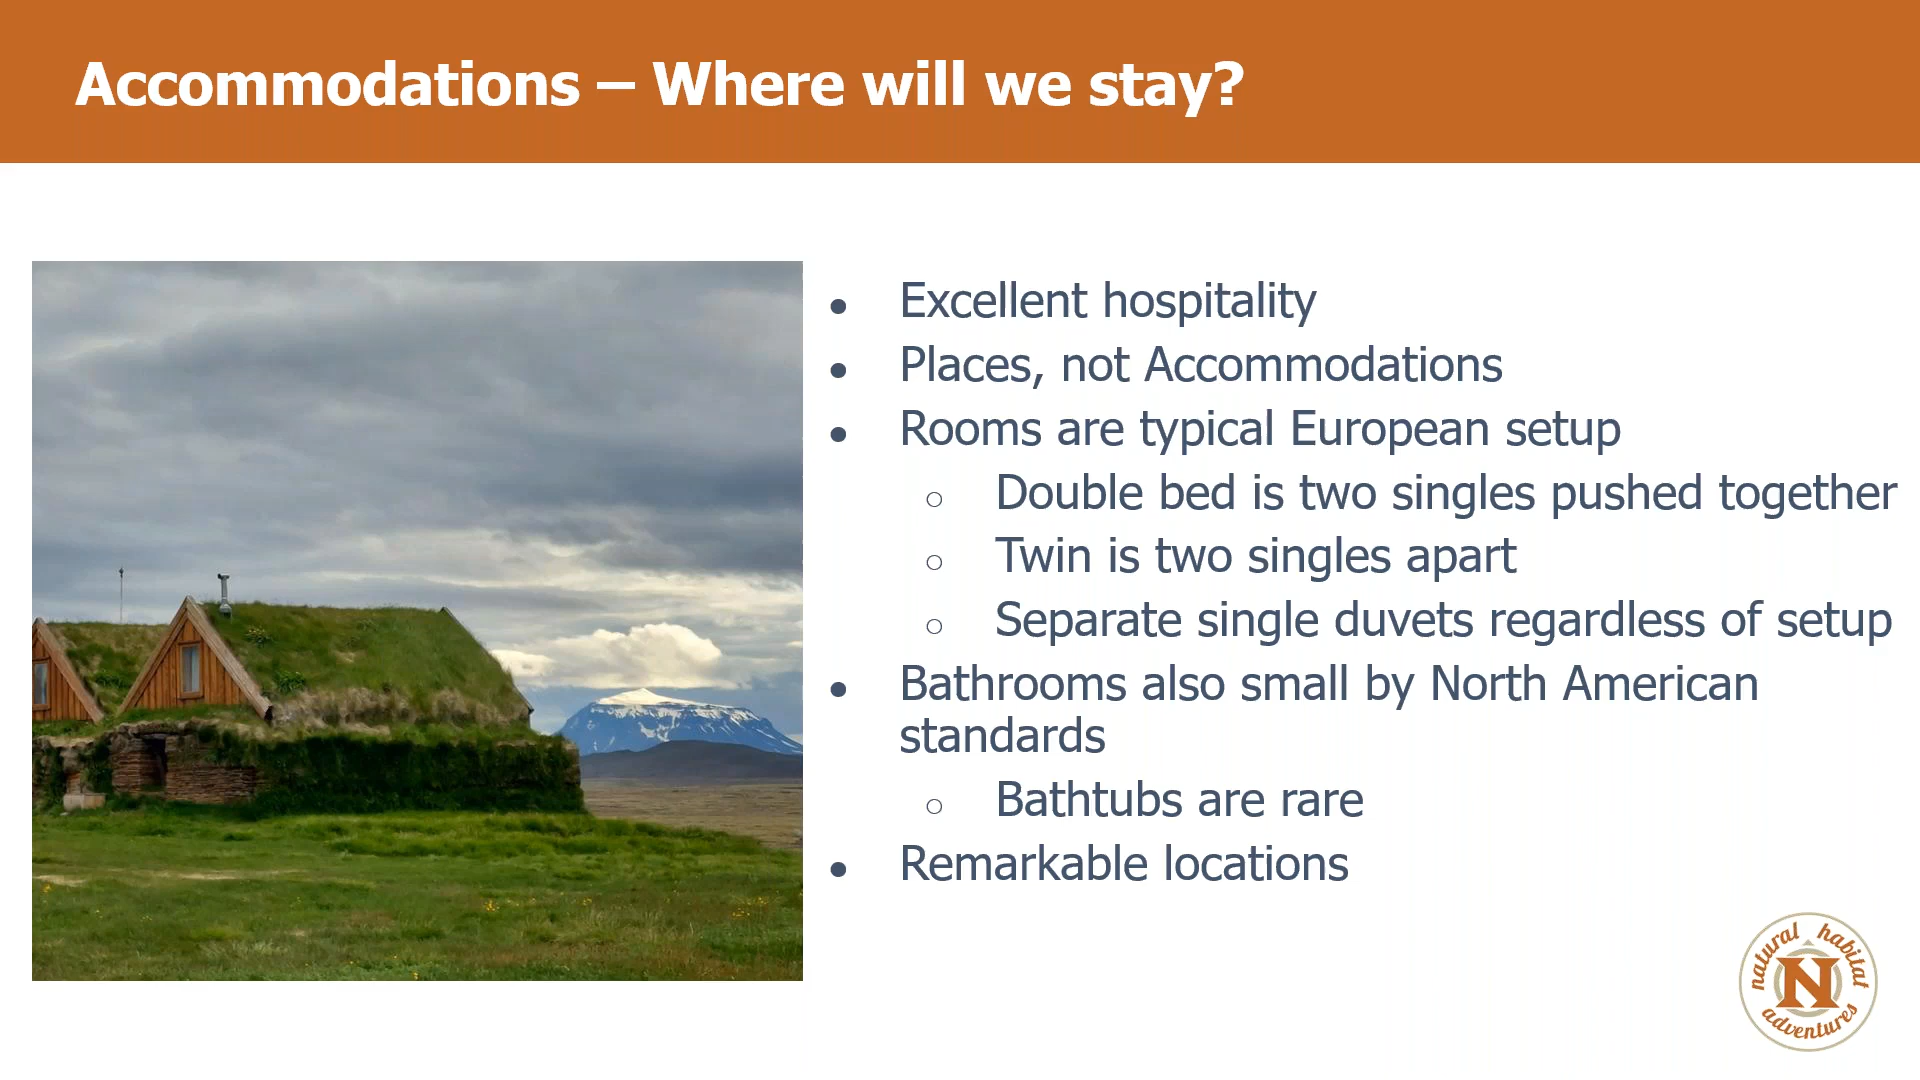 Accommodations – Where will we stay?
● Excellent hospitality
● Places, not Accommodations
● Rooms are typical European setup
○ Double bed is two singles pushed together
○ Twin is two singles apart
○ Separate single duvets regardless of setup
● Bathrooms also small by North American
standards
○ Bathtubs are rare
● Remarkable locations
natural habitat
N
adventures